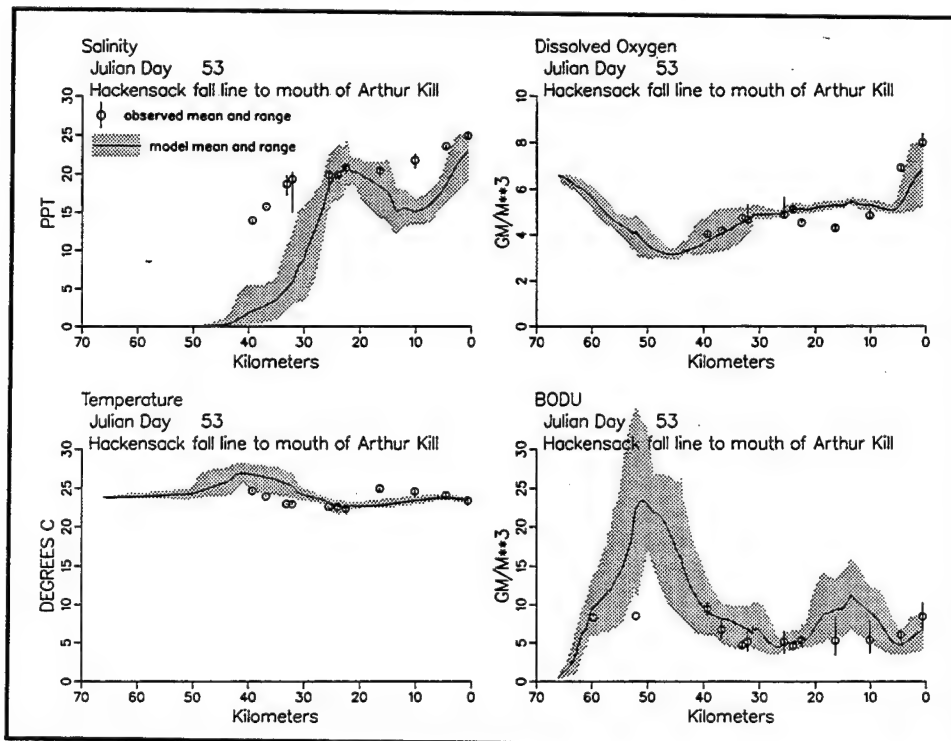 Salinity
Julian Day 53
Hackensack fall line to mouth of Arthur Kill
observed mean and range
model mean and range
PPT
0 5 10 15 20 25 30
70 60 50 40 30 20 10 0
Kilometers
Dissolved Oxygen
Julian Day 53
Hackensack fall line to mouth of Arthur Kill
GM/M**3
0 2 4 6 8 10
70 60 50 40 30 20 10 0
Kilometers
Temperature
Julian Day 53
Hackensack fall line to mouth of Arthur Kill
DEGREES C
0 5 10 15 20 25 30
70 60 50 40 30 20 10 0
Kilometers
BODU
Julian Day 53
Hackensack fall line to mouth of Arthur Kill
GM/M**3
0 5 10 15 20 25 30
70 60 50 40 30 20 10 0
Kilometers